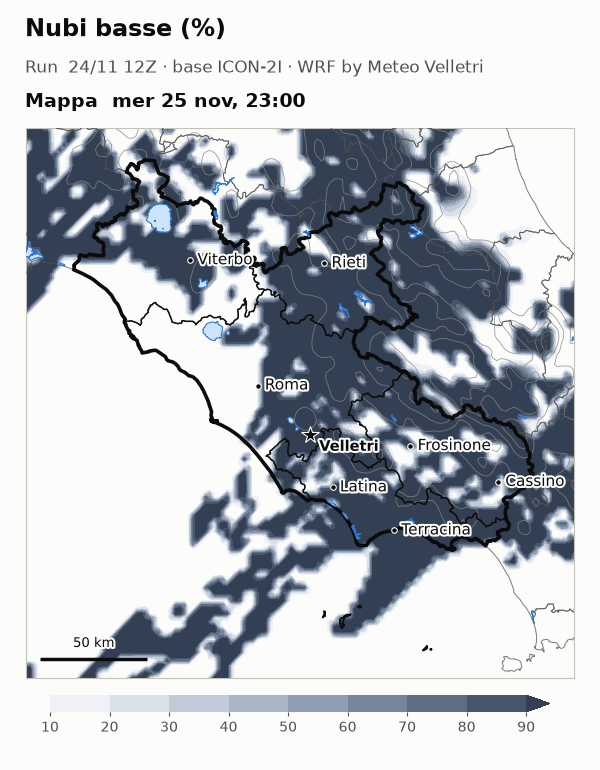 Nubi basse (%)
Run  24/11 12Z · base ICON-2I · WRF by Meteo Velletri
Mappa  mer 25 nov, 23:00
Viterbo
Rieti
Roma
Velletri
Frosinone
Cassino
Latina
Terracina
50 km
10 20 30 40 50 60 70 80 90